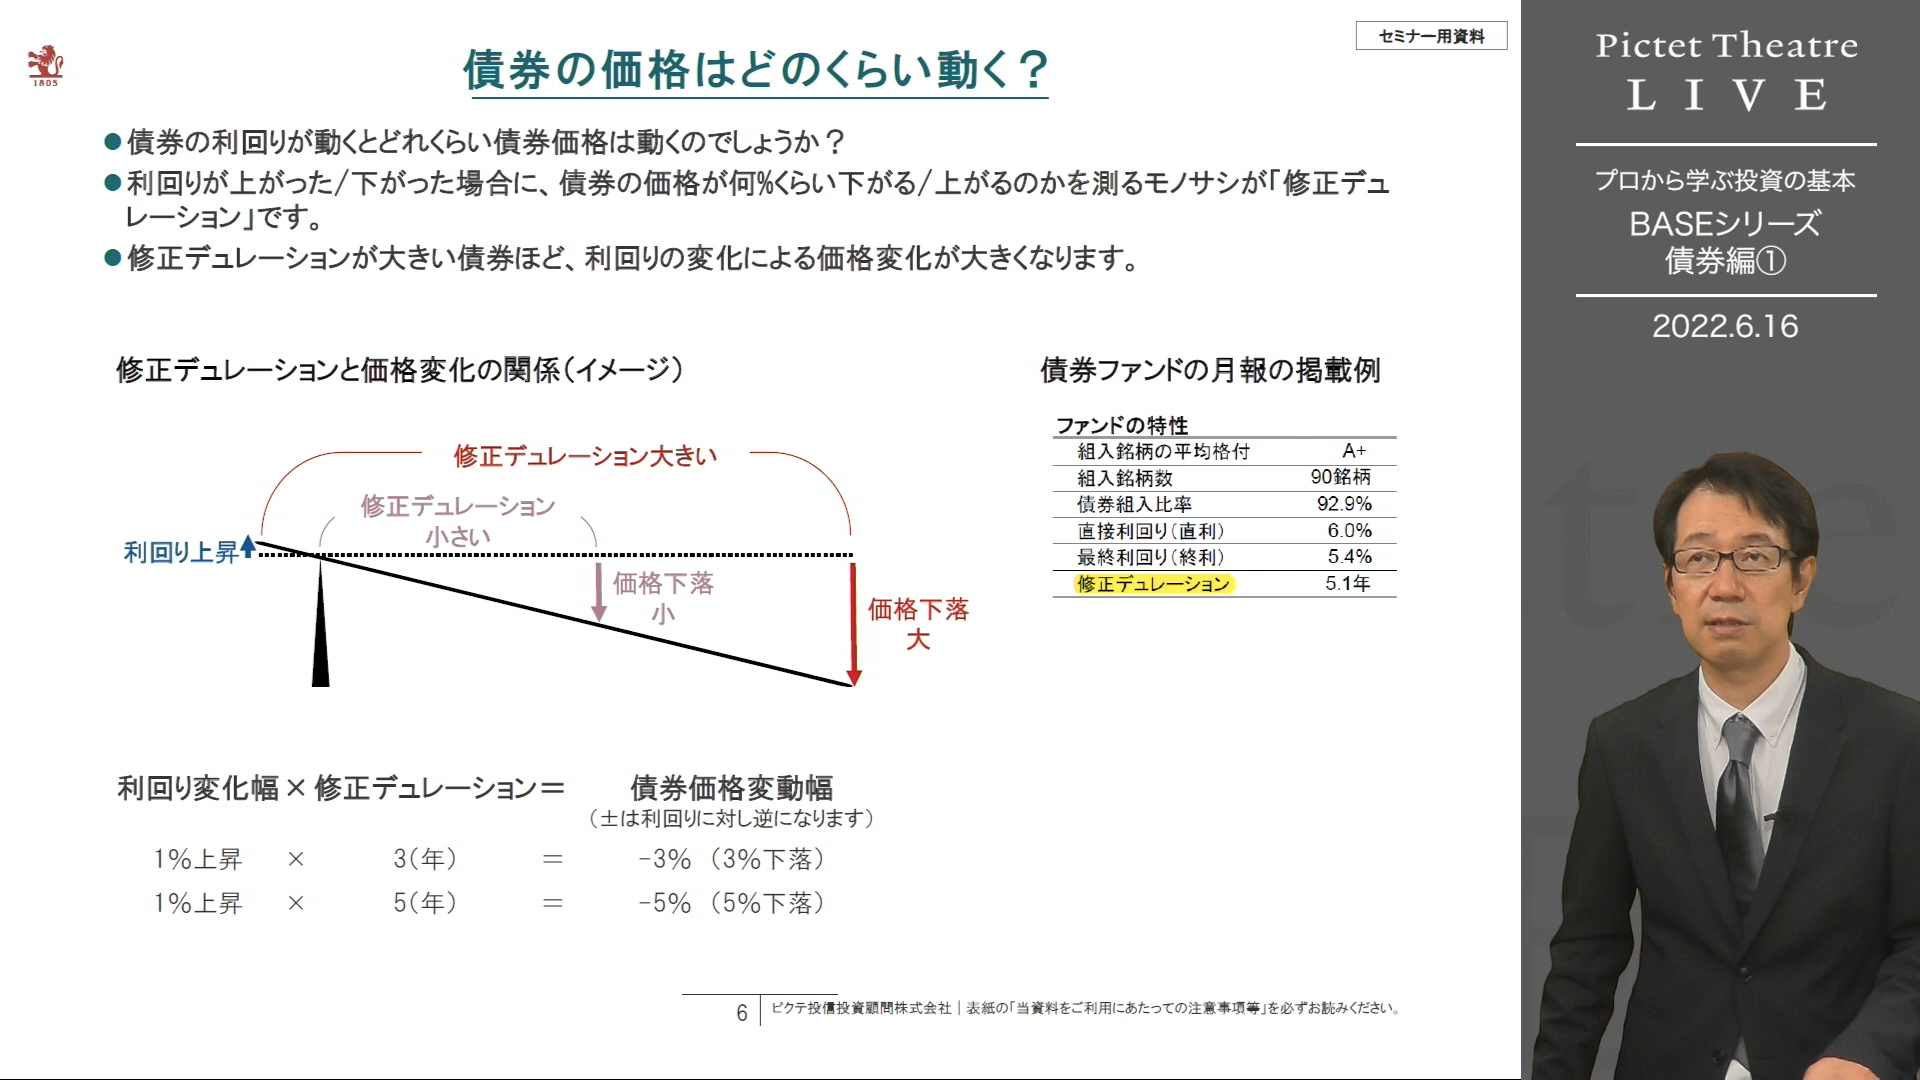 セミナー用資料
1805
債券の価格はどのくらい動く？
●債券の利回りが動くとどれくらい債券価格は動くのでしょうか？
●利回りが上がった/下がった場合に、債券の価格が何%くらい下がる/上がるのかを測るモノサシが「修正デュ
レーション」です。
●修正デュレーションが大きい債券ほど、利回りの変化による価格変化が大きくなります。
修正デュレーションと価格変化の関係（イメージ）
修正デュレーション大きい
修正デュレーション
小さい
利回り上昇
価格下落
小
価格下落
大
債券ファンドの月報の掲載例
ファンドの特性
組入銘柄の平均格付 A+
組入銘柄数 90銘柄
債券組入比率 92.9%
直接利回り（直利） 6.0%
最終利回り（終利） 5.4%
修正デュレーション 5.1年
利回り変化幅 × 修正デュレーション＝ 債券価格変動幅
（±は利回りに対し逆になります）
1%上昇 × 3（年） ＝ -3% （3%下落）
1%上昇 × 5（年） ＝ -5% （5%下落）
6 ピクテ投信投資顧問株式会社｜表紙の「当資料をご利用にあたっての注意事項等」を必ずお読みください。
Pictet Theatre
LIVE
プロから学ぶ投資の基本
BASEシリーズ
債券編①
2022.6.16